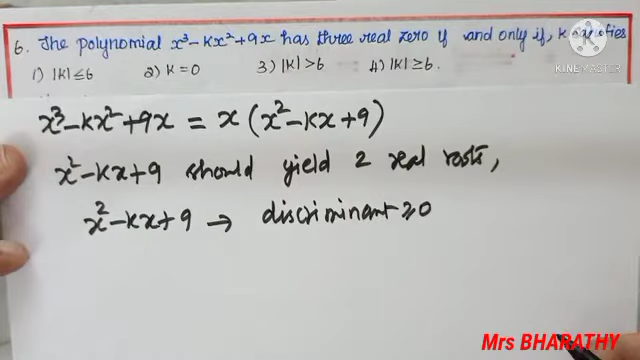 6. The polynomial x³-kx²+9x has three real zero if and only if, k satisfies
1) |k|≤6 2) k=0 3) |k|>6 4) |k|≥6.
KINEMASTER
x³-kx²+9x = x(x²-kx+9)
x²-kx+9 should yield 2 real roots,
x²-kx+9 → discriminant ≥0
Mrs BHARATHY